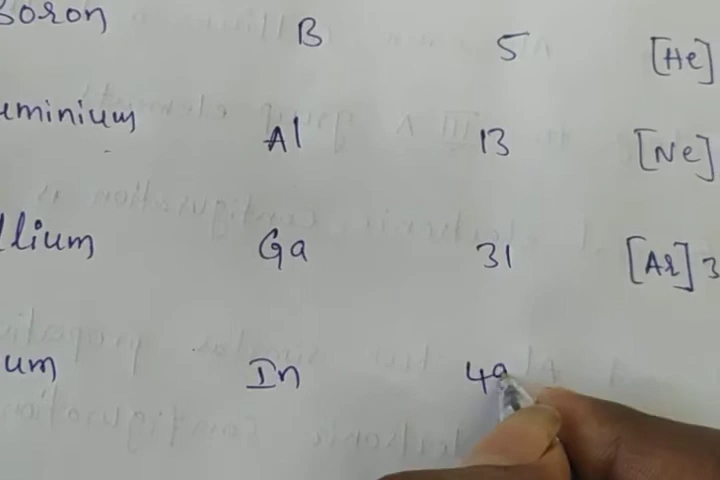 Boron B 5 [He]
uminium Al 13 [Ne]
llium Ga 31 [Ar] 3
um In 49